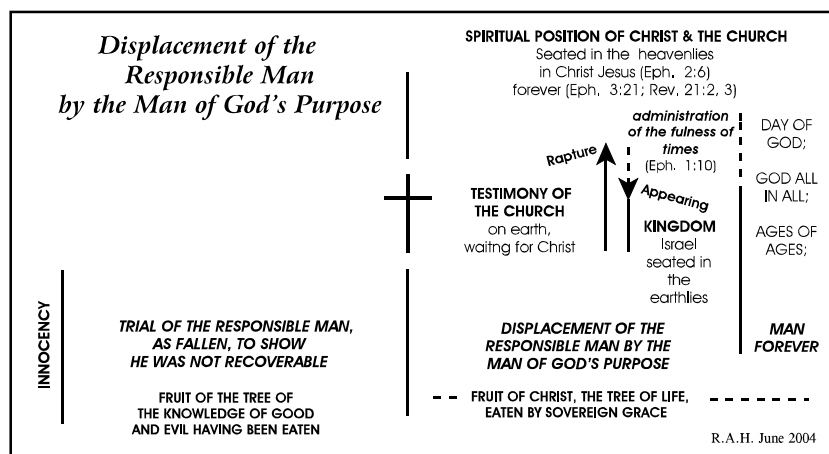 Displacement of the
Responsible Man
by the Man of God's Purpose
SPIRITUAL POSITION OF CHRIST & THE CHURCH
Seated in the heavenlies
in Christ Jesus (Eph. 2:6)
forever (Eph. 3:21; Rev. 21:2, 3)
administration
of the fulness of
times
(Eph. 1:10)
Rapture
Appearing
DAY OF
GOD;
GOD ALL
IN ALL;
AGES OF
AGES;
TESTIMONY OF
THE CHURCH
on earth,
waitng for Christ
KINGDOM
Israel
seated in
the
earthlies
INNOCENCY
TRIAL OF THE RESPONSIBLE MAN,
AS FALLEN, TO SHOW
HE WAS NOT RECOVERABLE
DISPLACEMENT OF THE
RESPONSIBLE MAN BY THE
MAN OF GOD'S PURPOSE
MAN
FOREVER
FRUIT OF THE TREE OF
THE KNOWLEDGE OF GOOD
AND EVIL HAVING BEEN EATEN
FRUIT OF CHRIST, THE TREE OF LIFE,
EATEN BY SOVEREIGN GRACE
R.A.H. June 2004